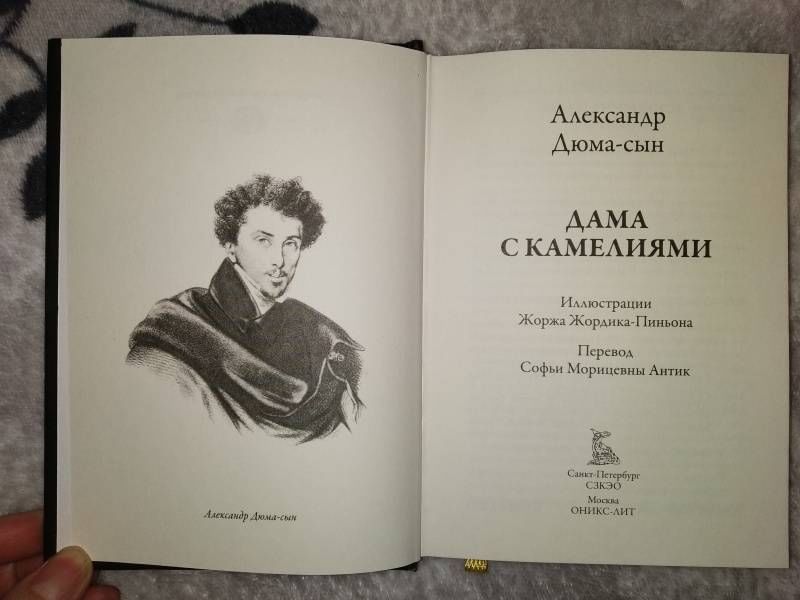 Александр Дюма-сын
Александр
Дюма-сын
ДАМА
С КАМЕЛИЯМИ
Иллюстрации
Жоржа Жордика-Пиньона
Перевод
Софьи Морицевны Антик
Санкт-Петербург
СЗКЭО
Москва
ОНИКС-ЛИТ